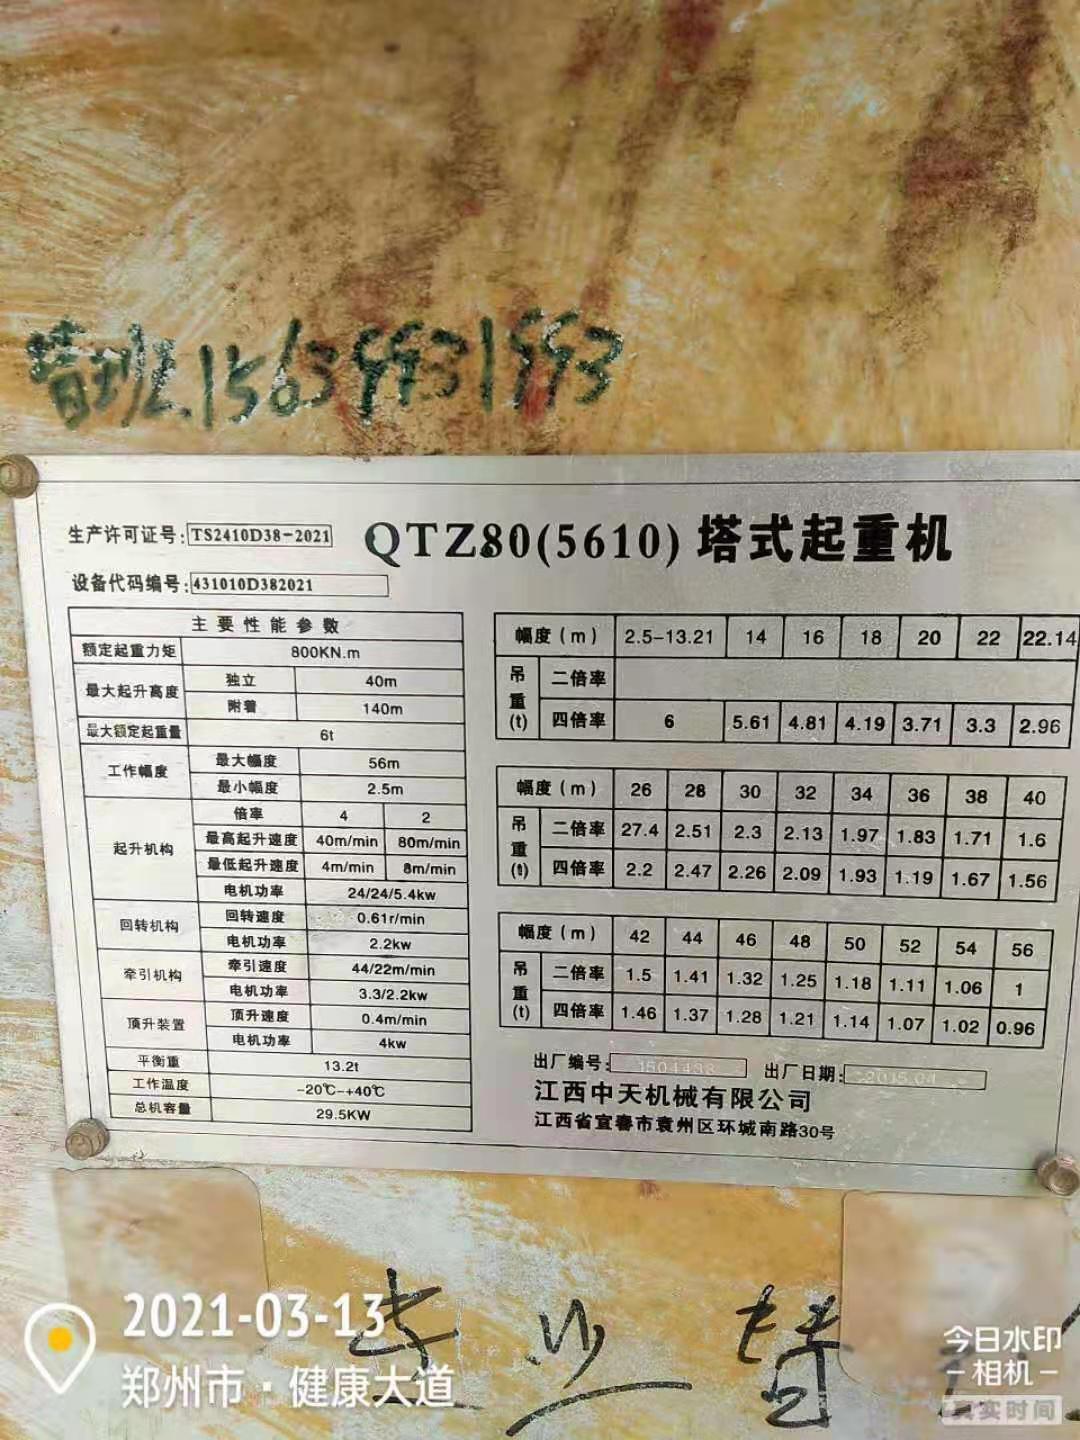 替班.15639931993
生产许可证号: TS2410D38-2021
QTZ80(5610) 塔式起重机
设备代码编号: 431010D382021
主要性能参数
额定起重力矩 800KN.m
最大起升高度 独立 40m
附着 140m
最大额定起重量 6t
工作幅度 最大幅度 56m
最小幅度 2.5m
起升机构 倍率 4 2
最高起升速度 40m/min 80m/min
最低起升速度 4m/min 8m/min
电机功率 24/24/5.4kw
回转机构 回转速度 0.61r/min
电机功率 2.2kw
牵引机构 牵引速度 44/22m/min
电机功率 3.3/2.2kw
顶升装置 顶升速度 0.4m/min
电机功率 4kw
平衡重 13.2t
工作温度 -20℃-+40℃
总机容量 29.5KW
幅度(m) 2.5-13.21 14 16 18 20 22 22.14
吊重(t) 二倍率
四倍率 6 5.61 4.81 4.19 3.71 3.3 2.96
幅度(m) 26 28 30 32 34 36 38 40
吊重(t) 二倍率 27.4 2.51 2.3 2.13 1.97 1.83 1.71 1.6
四倍率 2.2 2.47 2.26 2.09 1.93 1.19 1.67 1.56
幅度(m) 42 44 46 48 50 52 54 56
吊重(t) 二倍率 1.5 1.41 1.32 1.25 1.18 1.11 1.06 1
四倍率 1.46 1.37 1.28 1.21 1.14 1.07 1.02 0.96
出厂编号: 出厂日期: 2015.04
江西中天机械有限公司
江西省宜春市袁州区环城南路30号
2021-03-13
郑州市·健康大道
今日水印
-相机-
真实时间